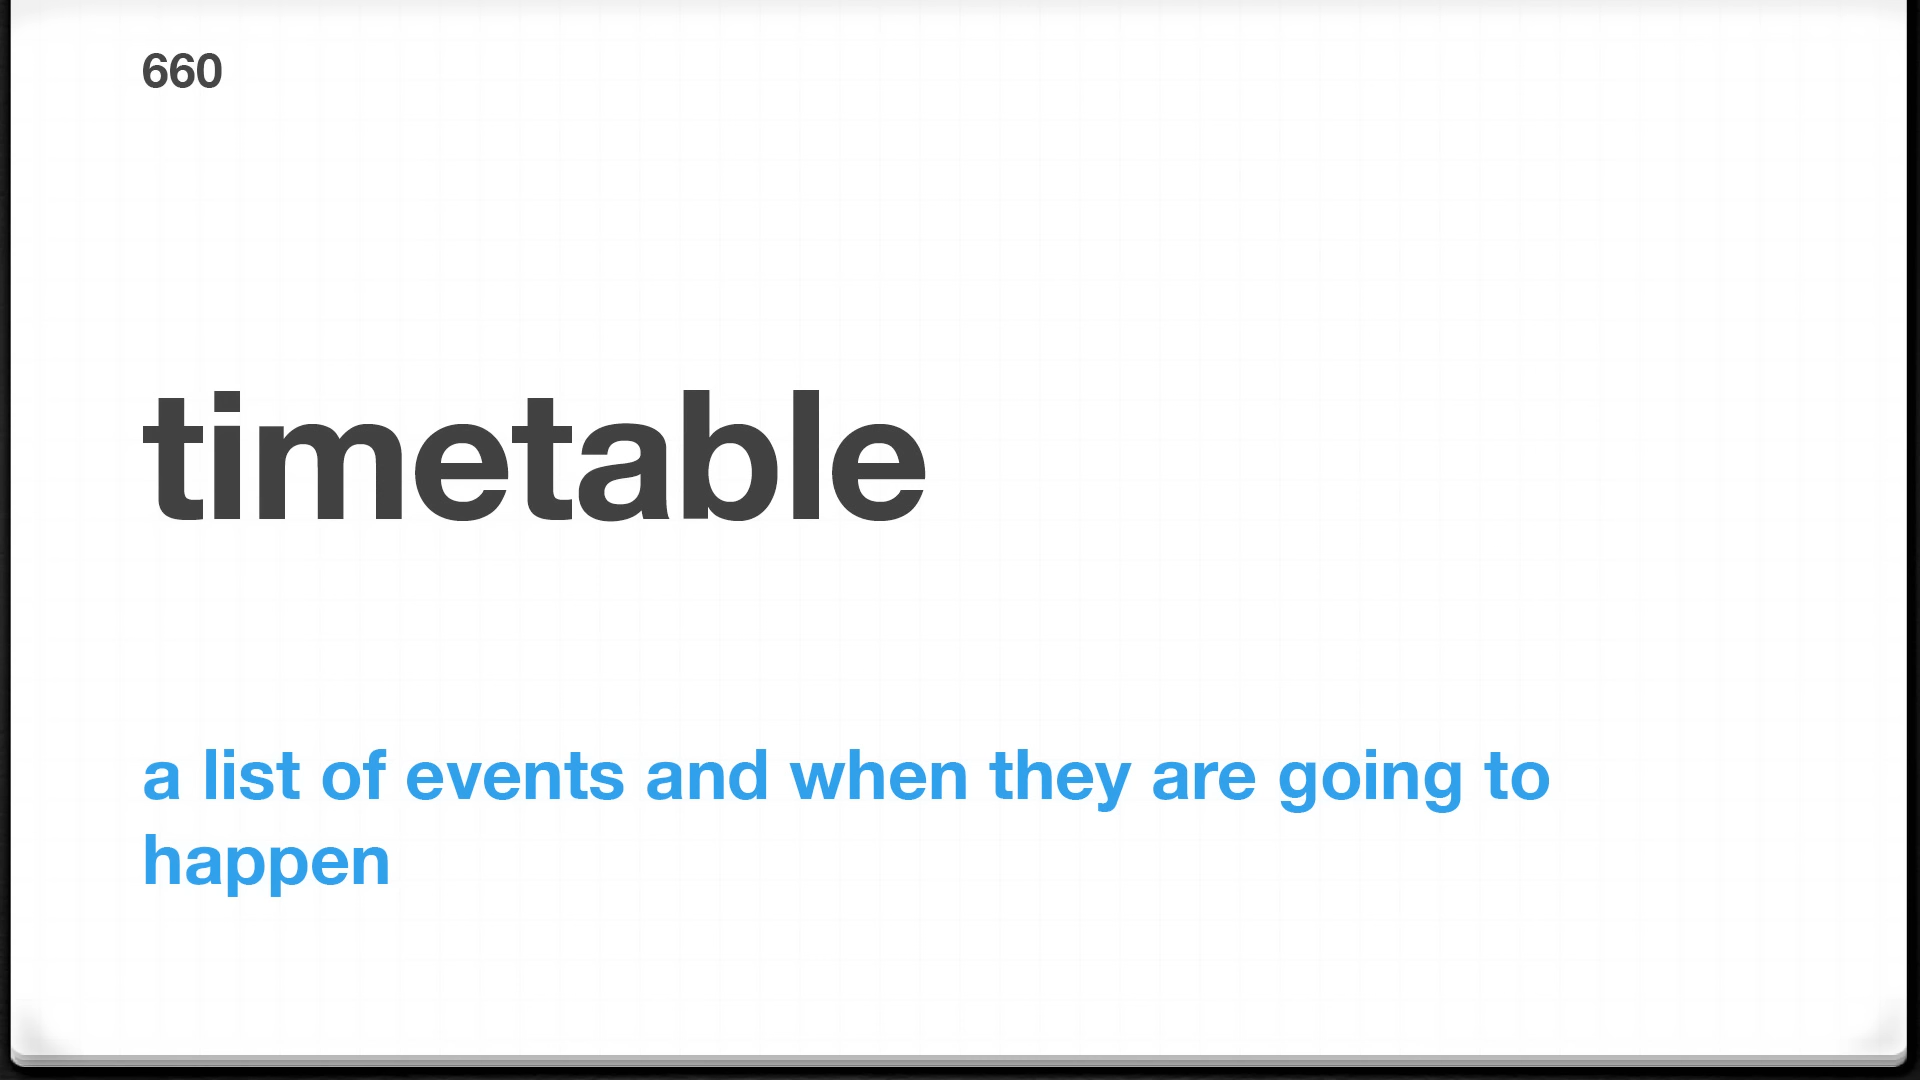 660
timetable
a list of events and when they are going to
happen